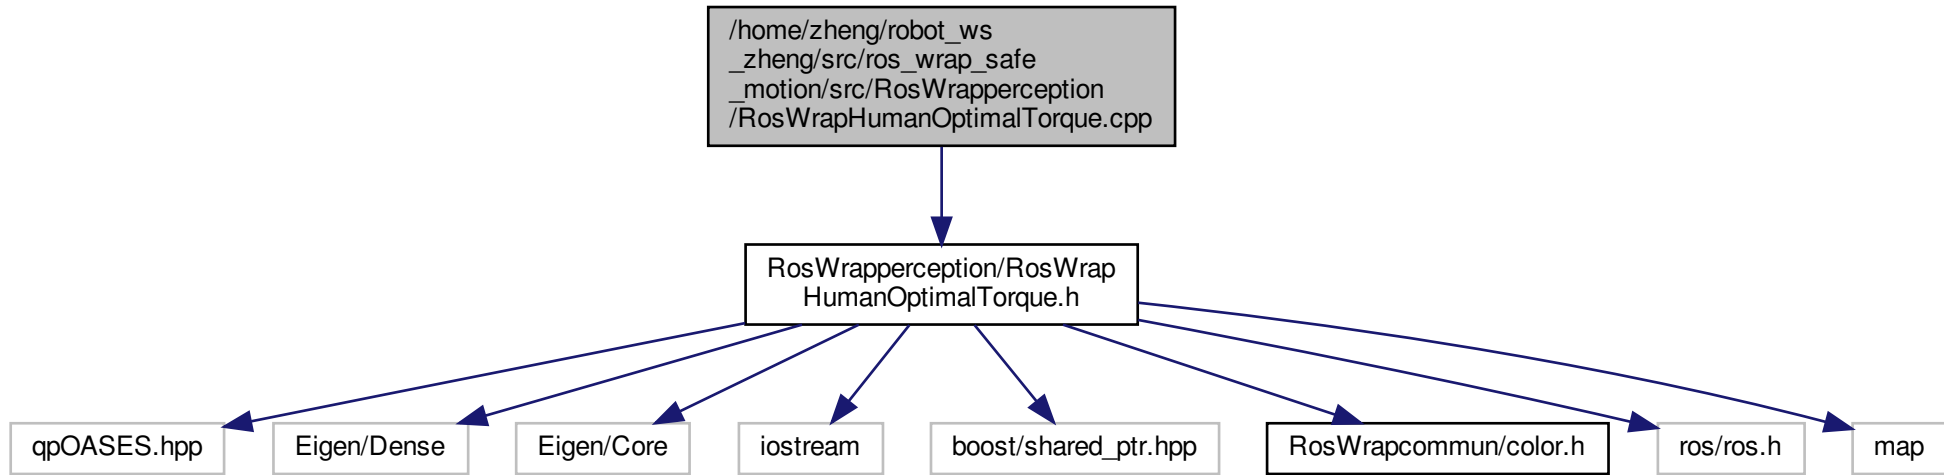 /home/zheng/robot_ws
_zheng/src/ros_wrap_safe
_motion/src/RosWrapperception
/RosWrapHumanOptimalTorque.cpp
RosWrapperception/RosWrap
HumanOptimalTorque.h
qpOASES.hpp
Eigen/Dense
Eigen/Core
iostream
boost/shared_ptr.hpp
RosWrapcommun/color.h
ros/ros.h
map